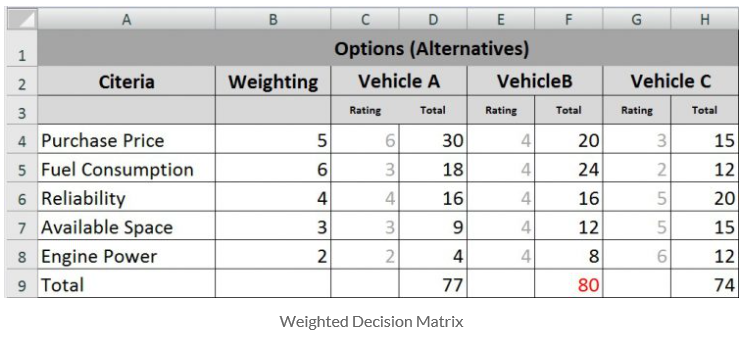 A B C D E F G H
1 Options (Alternatives)
2 Citeria Weighting Vehicle A VehicleB Vehicle C
3 Rating Total Rating Total Rating Total
4 Purchase Price 5 6 30 4 20 3 15
5 Fuel Consumption 6 3 18 4 24 2 12
6 Reliability 4 4 16 4 16 5 20
7 Available Space 3 3 9 4 12 5 15
8 Engine Power 2 2 4 4 8 6 12
9 Total 77 80 74
Weighted Decision Matrix